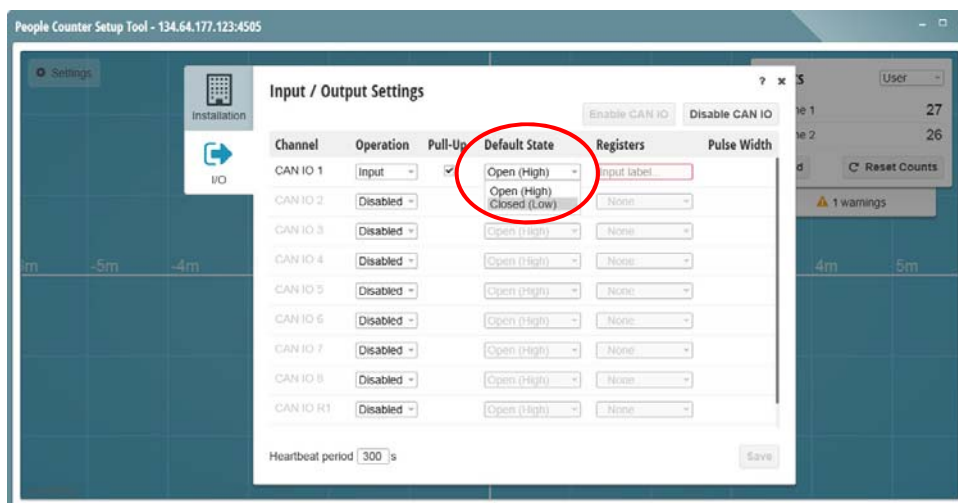 People Counter Setup Tool - 134.64.177.123:4505
Settings
Installation
I/O
Input / Output Settings
? x
Enable CAN IO Disable CAN IO
Channel Operation Pull-Up Default State Registers Pulse Width
CAN IO 1 Input Open (High) Input label...
Open (High)
Closed (Low)
CAN IO 2 Disabled None
CAN IO 3 Disabled Open (High) None
CAN IO 4 Disabled Open (High) None
CAN IO 5 Disabled Open (High) None
CAN IO 6 Disabled Open (High) None
CAN IO 7 Disabled Open (High) None
CAN IO 8 Disabled Open (High) None
CAN IO R1 Disabled Open (High) None
Heartbeat period 300 s
Save
User
27
26
Reset Counts
1 warnings
-5m -4m 4m 5m